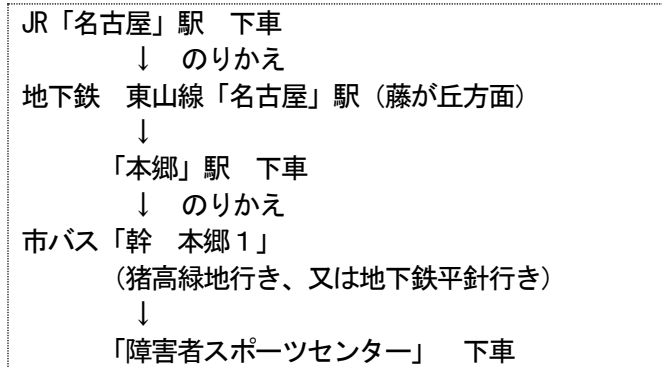 JR「名古屋」駅　下車
↓　のりかえ
地下鉄　東山線「名古屋」駅（藤が丘方面）
↓
「本郷」駅　下車
↓　のりかえ
市バス「幹　本郷１」
（猪高緑地行き、又は地下鉄平針行き）
↓
「障害者スポーツセンター」　下車